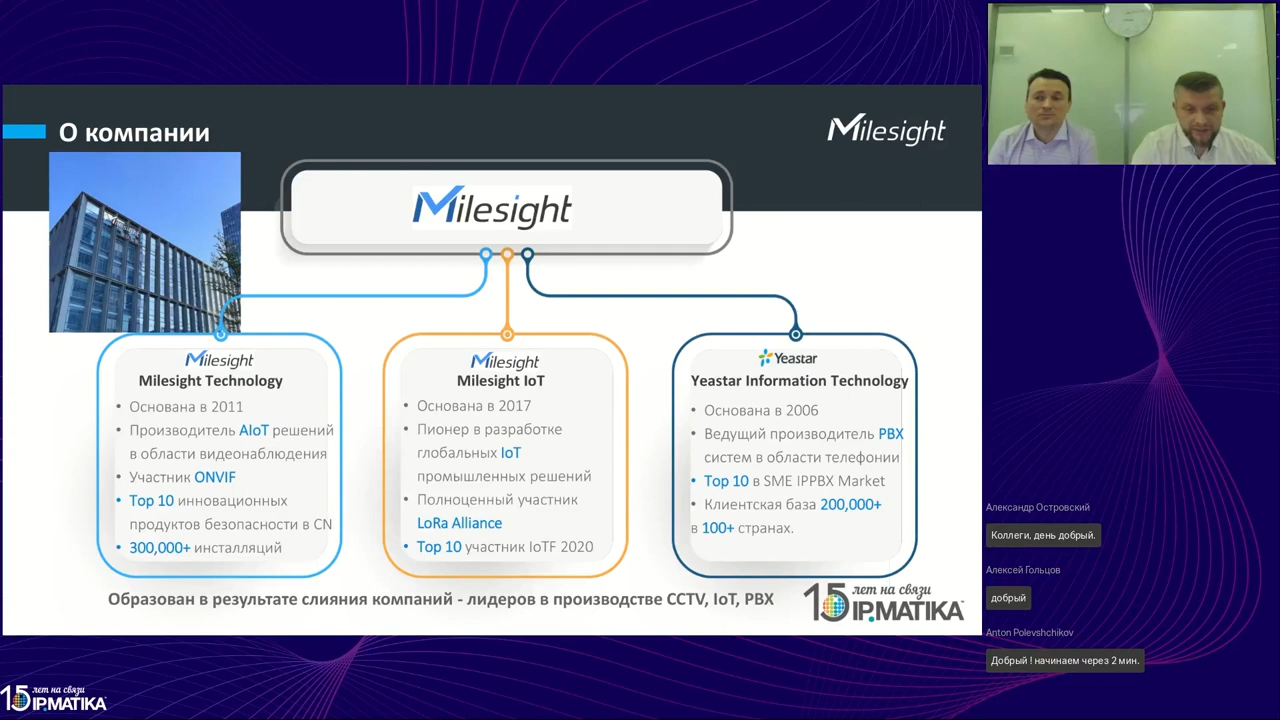 О компании
Milesight
Milesight
Milesight
Milesight Technology
• Основана в 2011
• Производитель AIoT решений
в области видеонаблюдения
• Участник ONVIF
• Top 10 инновационных
продуктов безопасности в CN
• 300,000+ инсталляций
Milesight
Milesight IoT
• Основана в 2017
• Пионер в разработке
глобальных IoT
промышленных решений
• Полноценный участник
LoRa Alliance
• Top 10 участник IoTF 2020
Yeastar
Yeastar Information Technology
• Основана в 2006
• Ведущий производитель PBX
систем в области телефонии
• Top 10 в SME IPPBX Market
• Клиентская база 200,000+
в 100+ странах.
Образован в результате слияния компаний - лидеров в производстве CCTV, IoT, PBX
15 лет на связи
IP.МАТIКА
Александр Островский
Коллеги, день добрый.
Алексей Гольцов
добрый
Anton Polevshchikov
Добрый ! начинаем через 2 мин.
15 лет на связи
IP.МАТIКА